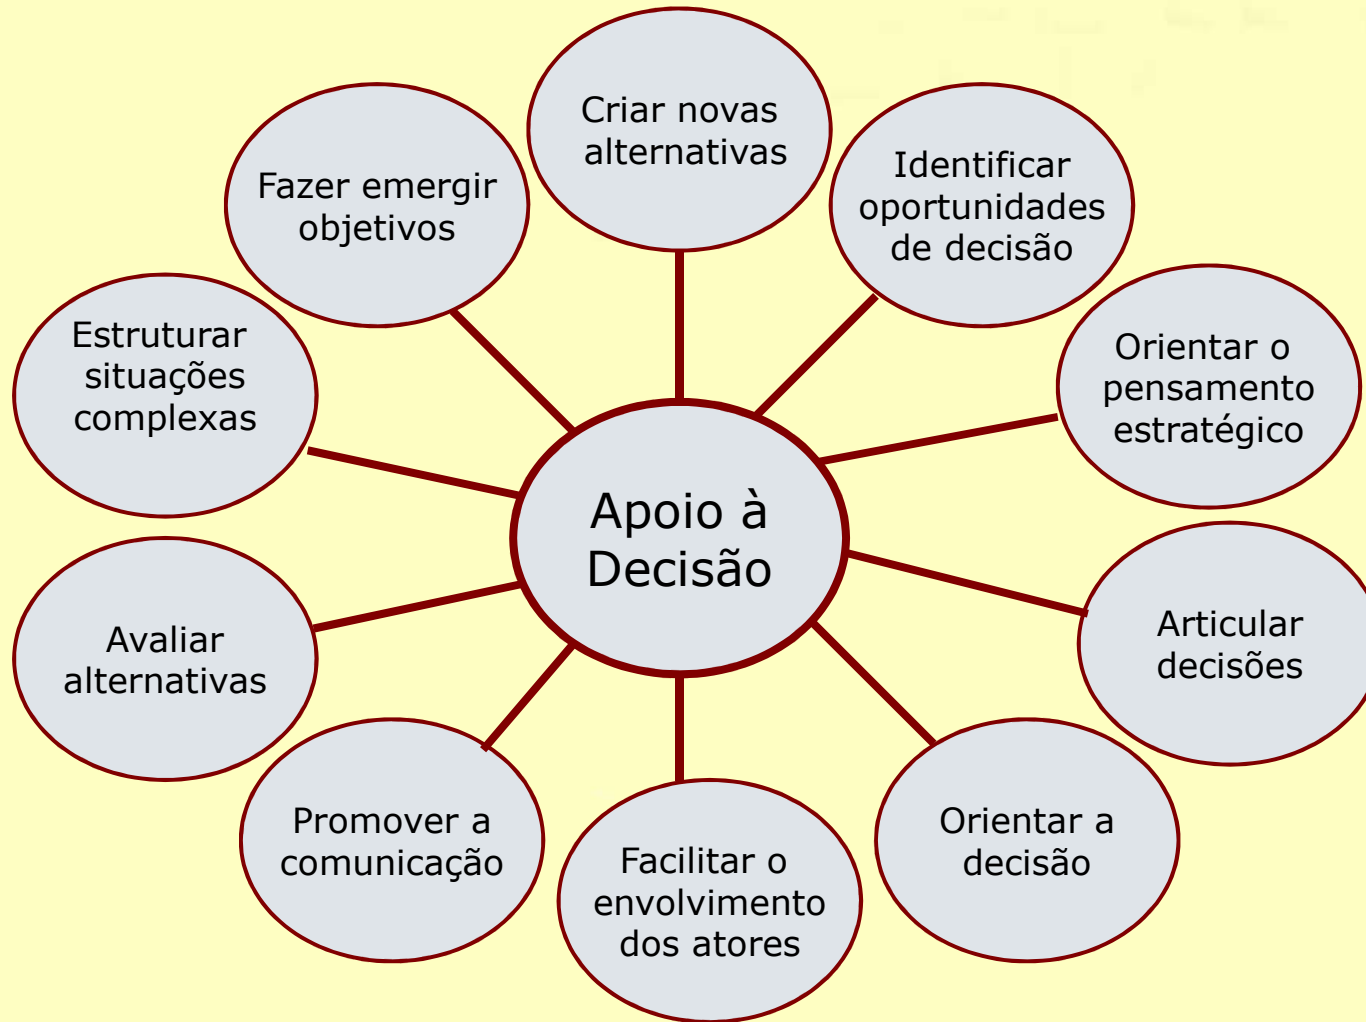 Criar novas
alternativas
Identificar
oportunidades
de decisão
Fazer emergir
objetivos
Orientar o
pensamento
estratégico
Estruturar
situações
complexas
Apoio à
Decisão
Articular
decisões
Avaliar
alternativas
Orientar a
decisão
Promover a
comunicação
Facilitar o
envolvimento
dos atores